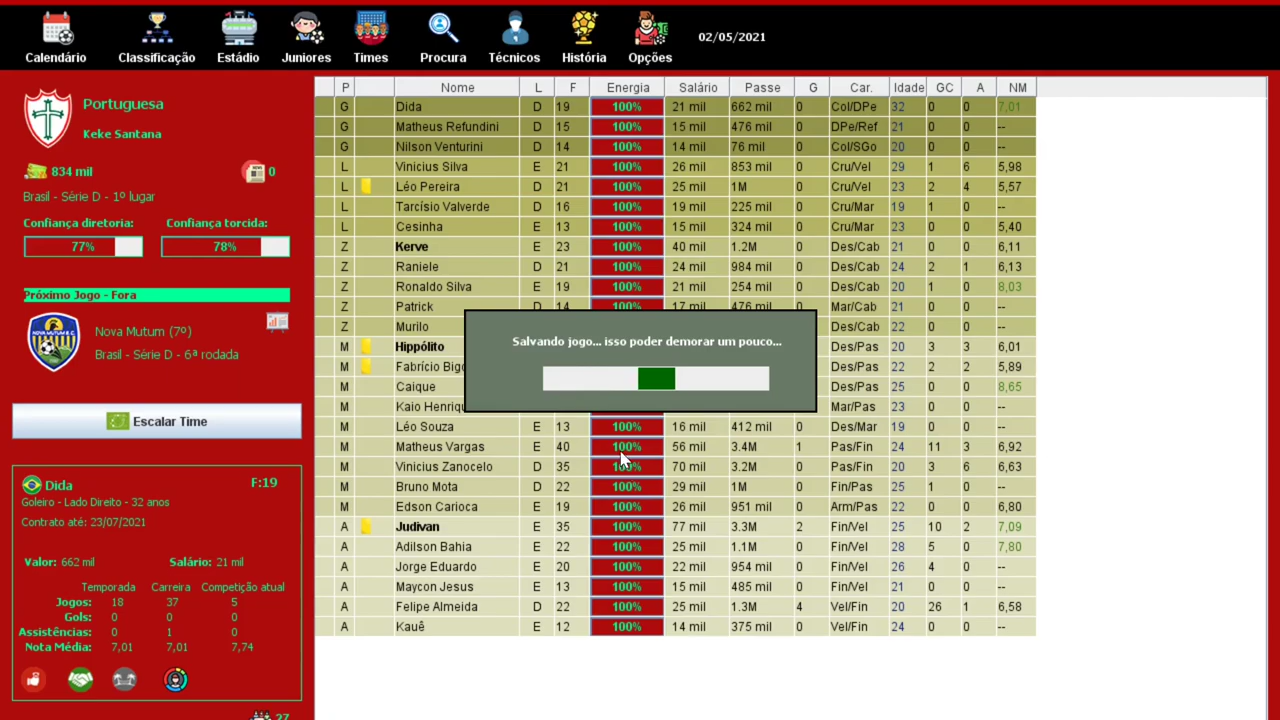 Calendário Classificação Estádio Juniores Times Procura Técnicos História Opções 02/05/2021
Portuguesa
Keke Santana
834 mil 0
Brasil - Série D - 1º lugar
Confiança diretoria: Confiança torcida:
77% 78%
Próximo Jogo - Fora
NOVA MUTUM E.C.
Nova Mutum (7º)
Brasil - Série D - 6ª rodada
Escalar Time
Dida F:19
Goleiro - Lado Direito - 32 anos
Contrato até: 23/07/2021
Valor: 662 mil Salário: 21 mil
Temporada Carreira Competição atual
Jogos: 18 37 5
Gols: 0 0 0
Assistências: 0 1 0
Nota Média: 7,01 7,01 7,74
27
P Nome L F Energia Salário Passe G Car. Idade GC A NM
G Dida D 19 100% 21 mil 662 mil 0 Col/DPe 32 0 0 7,01
G Matheus Refundini D 15 100% 15 mil 476 mil 0 DPe/Ref 21 0 0 --
G Nilson Venturini D 14 100% 14 mil 76 mil 0 Col/SGo 20 0 0 --
L Vinicius Silva E 21 100% 26 mil 853 mil 0 Cru/Vel 29 1 6 5,98
L Léo Pereira D 21 100% 25 mil 1M 0 Cru/Vel 23 2 4 5,57
L Tarcísio Valverde D 16 100% 19 mil 225 mil 0 Cru/Mar 19 1 0 --
L Cesinha E 13 100% 15 mil 324 mil 0 Cru/Mar 23 0 0 5,40
Z Kerve E 23 100% 40 mil 1.2M 0 Des/Cab 21 0 0 6,11
Z Raniele D 21 100% 24 mil 984 mil 0 Des/Cab 24 2 1 6,13
Z Ronaldo Silva E 19 100% 21 mil 254 mil 0 Des/Cab 20 1 0 8,03
Z Patrick D 14 100% 17 mil 476 mil 0 Mar/Cab 21 0 0 --
Z Murilo Des/Cab 22 0 0 --
M Hippólito Des/Pas 20 3 3 6,01
M Fabrício Bigo Des/Pas 22 2 2 5,89
M Caique Des/Pas 25 0 0 8,65
M Kaio Henriqu Mar/Pas 23 0 0 --
M Léo Souza E 13 100% 16 mil 412 mil 0 Des/Mar 19 0 0 --
M Matheus Vargas E 40 100% 56 mil 3.4M 1 Pas/Fin 24 11 3 6,92
M Vinicius Zanocelo D 35 100% 70 mil 3.2M 0 Pas/Fin 20 3 6 6,63
M Bruno Mota D 22 100% 29 mil 1M 0 Fin/Pas 25 1 0 --
M Edson Carioca E 19 100% 26 mil 951 mil 0 Arm/Pas 22 0 0 6,80
A Judivan E 35 100% 77 mil 3.3M 2 Fin/Vel 25 10 2 7,09
A Adilson Bahia E 22 100% 25 mil 1.1M 0 Fin/Vel 28 5 0 7,80
A Jorge Eduardo E 20 100% 22 mil 954 mil 0 Fin/Vel 26 4 0 --
A Maycon Jesus E 13 100% 15 mil 485 mil 0 Fin/Vel 21 0 0 --
A Felipe Almeida D 22 100% 25 mil 1.3M 4 Vel/Fin 20 26 1 6,58
A Kauê E 12 100% 14 mil 375 mil 0 Vel/Fin 24 0 0 --
Salvando jogo... isso poder demorar um pouco...